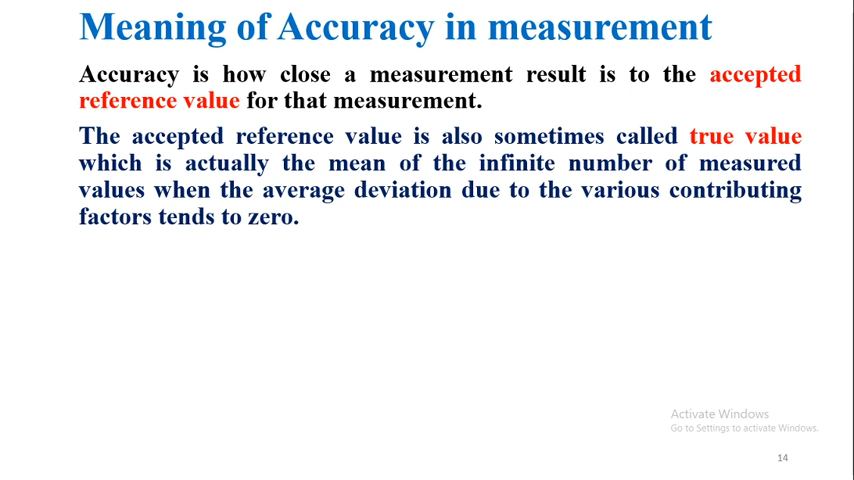 Meaning of Accuracy in measurement
Accuracy is how close a measurement result is to the accepted
reference value for that measurement.
The accepted reference value is also sometimes called true value
which is actually the mean of the infinite number of measured
values when the average deviation due to the various contributing
factors tends to zero.
Activate Windows
Go to Settings to activate Windows.
14